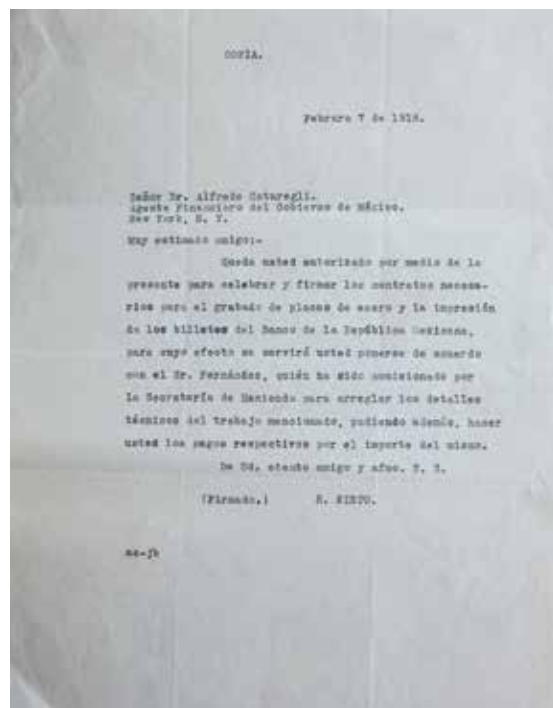 COPIA.
Febrero 7 de 1918.
Señor Dr. Alfredo Caturegli.
Agente Financiero del Gobierno de México.
New York, N. Y.
Muy estimado amigo:-
Queda usted autorizado por medio de la
presente para celebrar y firmar los contratos necesa-
rios para el grabado de placas de acero y la impresión
de los billetes del Banco de la República Mexicana,
para cuyo efecto se servirá usted ponerse de acuerdo
con el Sr. Fernández, quién ha sido comisionado por
la Secretaría de Hacienda para arreglar los detalles
técnicos del trabajo mencionado, pudiendo además, hacer
usted los pagos respectivos por el importe del mismo.
De Ud. atento amigo y afmo. S. S.
(Firmado.) R. NIETO.